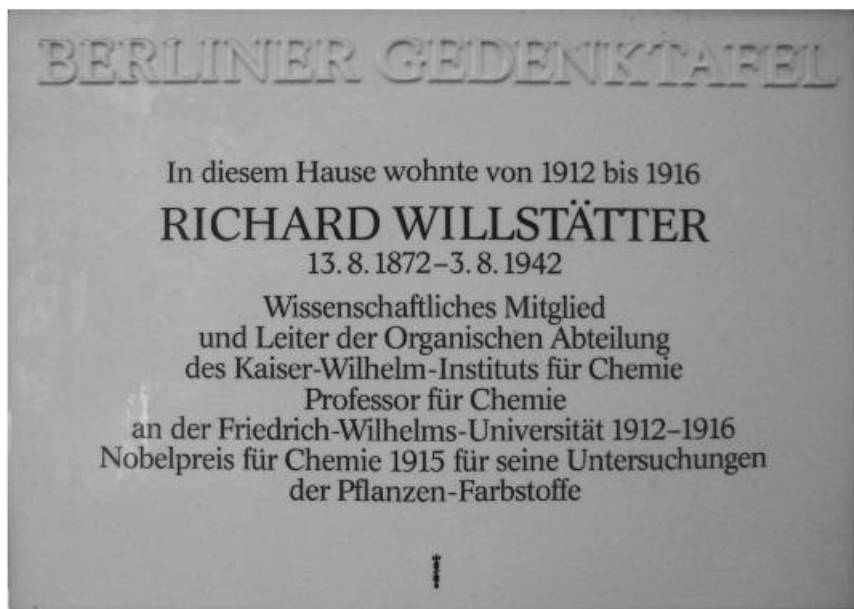 BERLINER GEDENKTAFEL
In diesem Hause wohnte von 1912 bis 1916
RICHARD WILLSTÄTTER
13.8.1872–3.8.1942
Wissenschaftliches Mitglied
und Leiter der Organischen Abteilung
des Kaiser-Wilhelm-Instituts für Chemie
Professor für Chemie
an der Friedrich-Wilhelms-Universität 1912–1916
Nobelpreis für Chemie 1915 für seine Untersuchungen
der Pflanzen-Farbstoffe